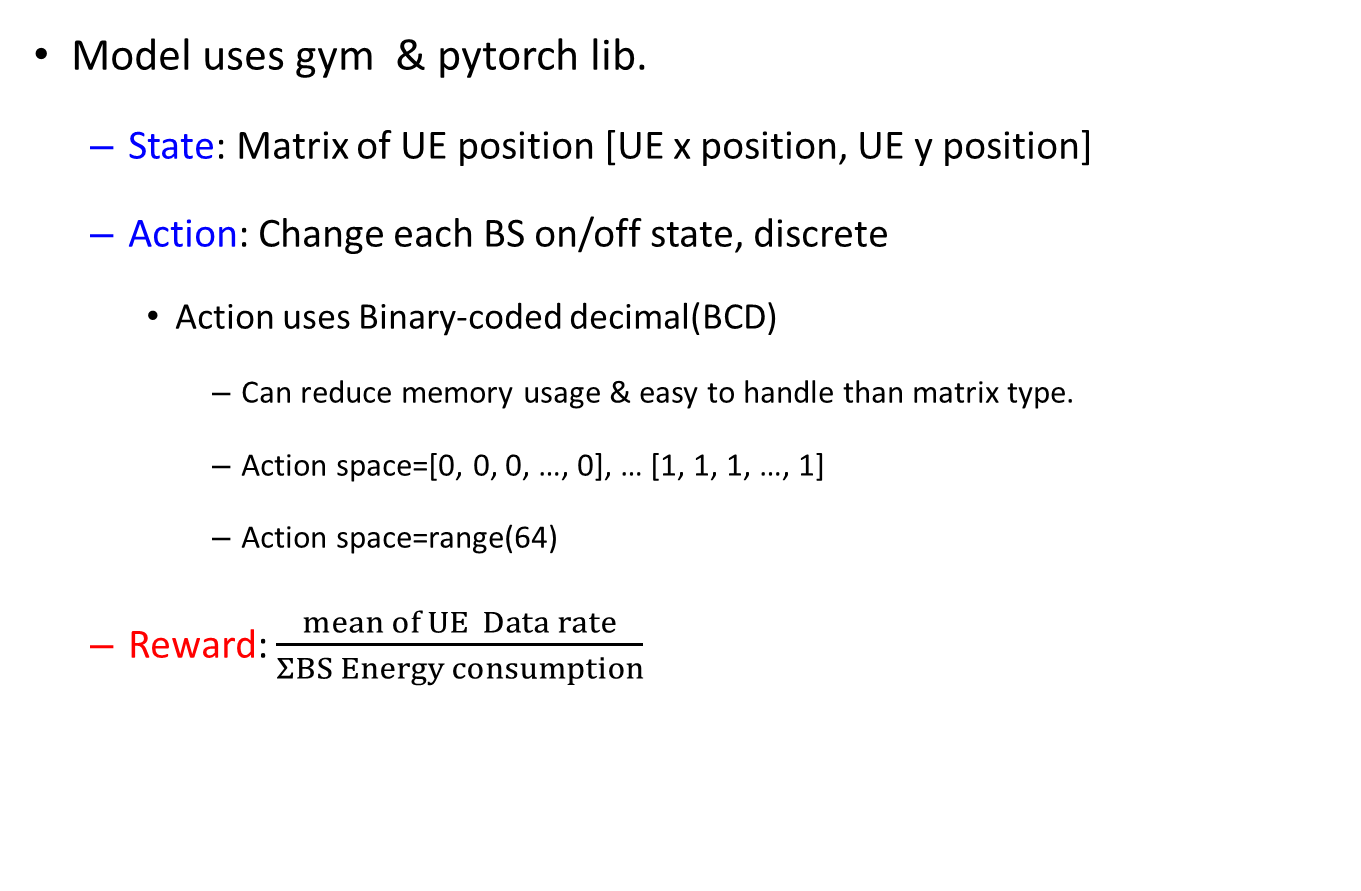 • Model uses gym  & pytorch lib.
– State: Matrix of UE position [UE x position, UE y position]
– Action: Change each BS on/off state, discrete
• Action uses Binary-coded decimal(BCD)
– Can reduce memory usage & easy to handle than matrix type.
– Action space=[0, 0, 0, …, 0], … [1, 1, 1, …, 1]
– Action space=range(64)
– Reward:
mean of UE  Data rate
ΣBS Energy consumption